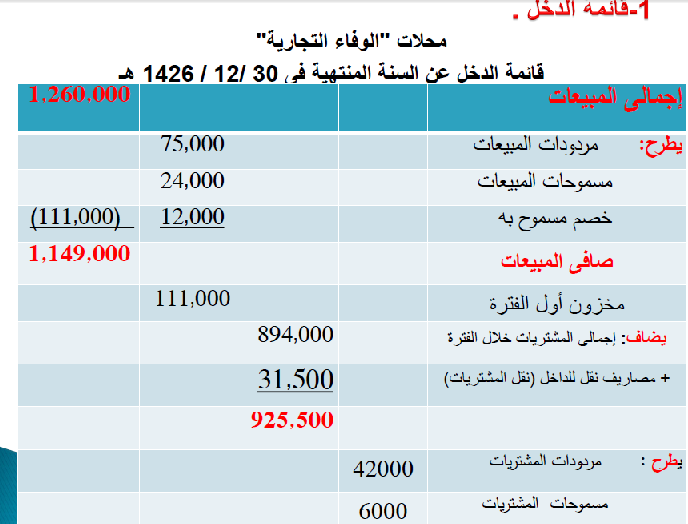 1-قائمة الدخل .
محلات "الوفاء التجارية"
قائمة الدخل عن السنة المنتهية في 30 /12 / 1426 هـ
إجمالي المبيعات 1,260,000
يطرح: مردودات المبيعات 75,000
مسموحات المبيعات 24,000
خصم مسموح به 12,000 (111,000)
صافى المبيعات 1,149,000
مخزون أول الفترة 111,000
يضاف: إجمالى المشتريات خلال الفترة 894,000
+ مصاريف نقل للداخل (نقل المشتريات) 31,500
925,500
يطرح : مردودات المشتريات 42000
مسموحات المشتريات 6000